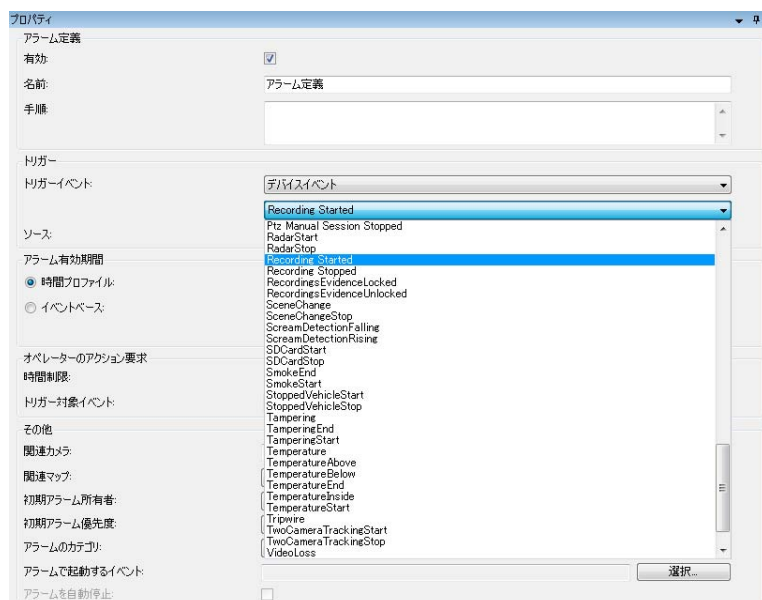 プロパティ
アラーム定義
有効:
名前:
アラーム定義
手順:
トリガー
トリガーイベント:
デバイスイベント
Recording Started
ソース:
Ptz Manual Session Stopped
RadarStart
RadarStop
Recording Started
Recording Stopped
RecordingsEvidenceLocked
RecordingsEvidenceUnlocked
SceneChange
SceneChangeStop
ScreamDetectionFalling
ScreamDetectionRising
SDCardStart
SDCardStop
SmokeEnd
SmokeStart
StoppedVehicleStart
StoppedVehicleStop
Tampering
TamperingEnd
TamperingStart
Temperature
TemperatureAbove
TemperatureBelow
TemperatureEnd
TemperatureInside
TemperatureStart
Tripwire
TwoCameraTrackingStart
TwoCameraTrackingStop
VideoLoss
アラーム有効期間
時間プロファイル:
イベントベース:
オペレーターのアクション要求
時間制限:
トリガー対象イベント:
その他
関連カメラ:
関連マップ:
初期アラーム所有者:
初期アラーム優先度:
アラームのカテゴリ:
アラームで起動するイベント:
選択...
アラームを自動停止: